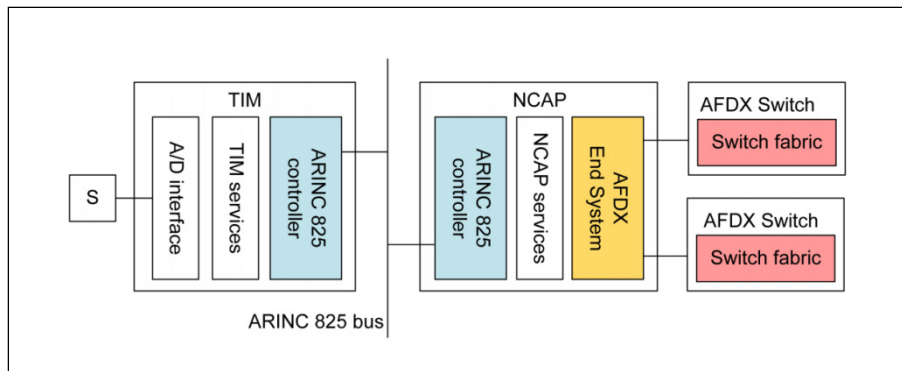 TIM
NCAP
AFDX Switch
Switch fabric
S
A/D interface
TIM services
ARINC 825
controller
ARINC 825
controller
NCAP services
AFDX
End System
AFDX Switch
Switch fabric
ARINC 825 bus